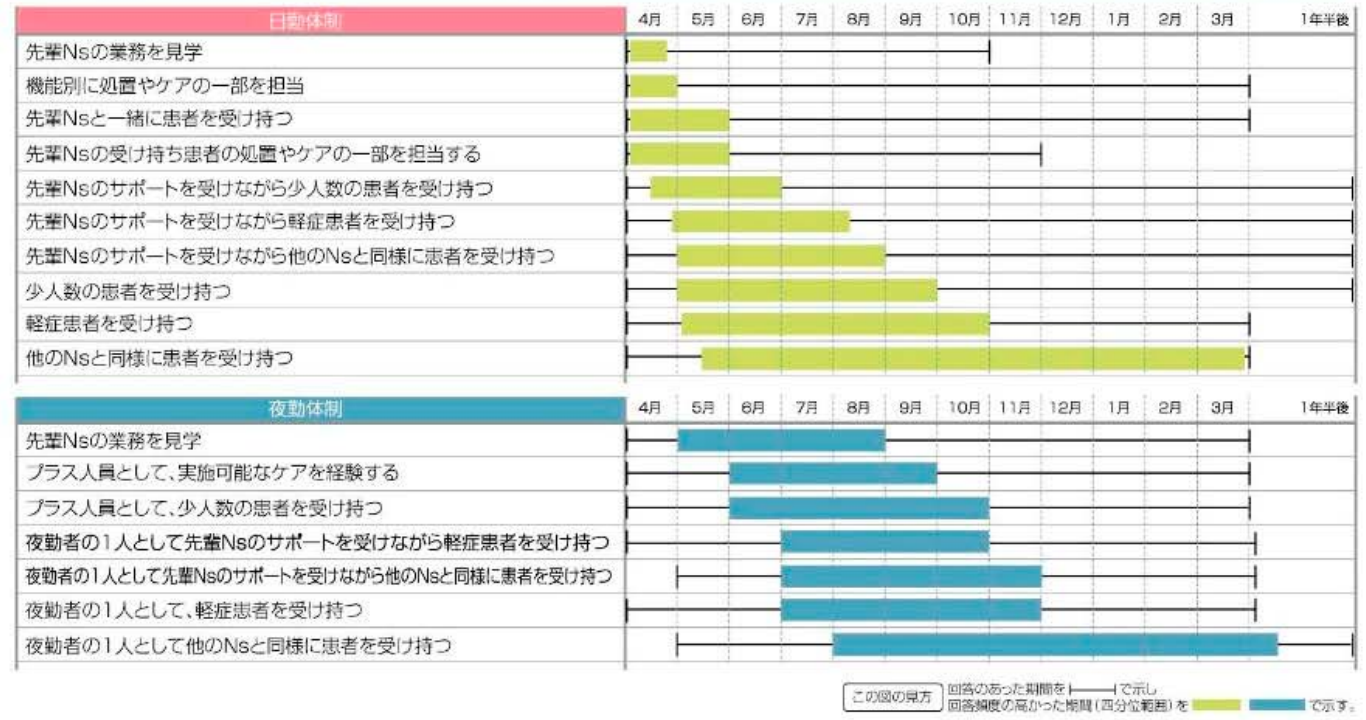 日勤体制 4月 5月 6月 7月 8月 9月 10月 11月 12月 1月 2月 3月 1年半後
先輩Nsの業務を見学
機能別に処置やケアの一部を担当
先輩Nsと一緒に患者を受け持つ
先輩Nsの受け持ち患者の処置やケアの一部を担当する
先輩Nsのサポートを受けながら少人数の患者を受け持つ
先輩Nsのサポートを受けながら軽症患者を受け持つ
先輩Nsのサポートを受けながら他のNsと同様に患者を受け持つ
少人数の患者を受け持つ
軽症患者を受け持つ
他のNsと同様に患者を受け持つ
夜勤体制 4月 5月 6月 7月 8月 9月 10月 11月 12月 1月 2月 3月 1年半後
先輩Nsの業務を見学
プラス人員として、実施可能なケアを経験する
プラス人員として、少人数の患者を受け持つ
夜勤者の1人として先輩Nsのサポートを受けながら軽症患者を受け持つ
夜勤者の1人として先輩Nsのサポートを受けながら他のNsと同様に患者を受け持つ
夜勤者の1人として、軽症患者を受け持つ
夜勤者の1人として他のNsと同様に患者を受け持つ
この図の見方
回答のあった期間を で示し
回答頻度の高かった期間(四分位範囲)を で示す。